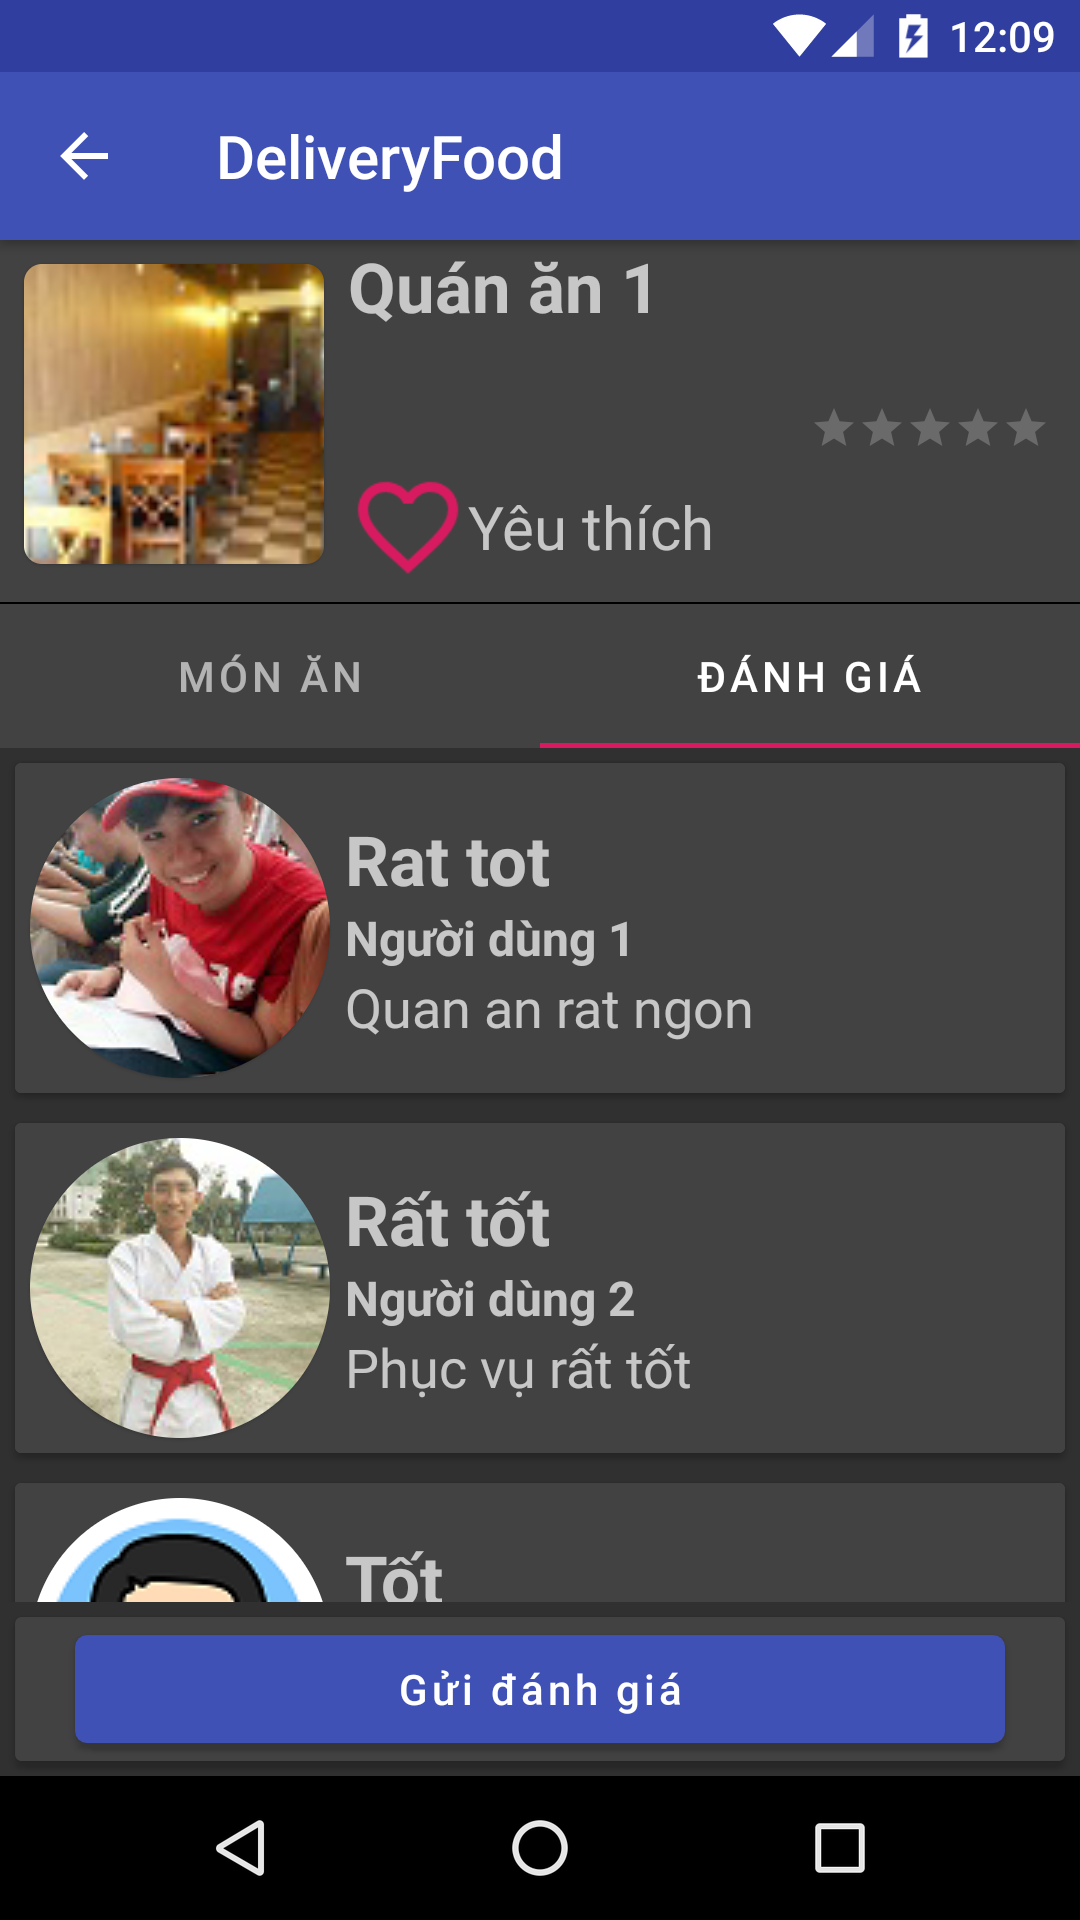 12:09
DeliveryFood
Quán ăn 1
Yêu thích
MÓN ĂN
ĐÁNH GIÁ
Rat tot
Người dùng 1
Quan an rat ngon
Rất tốt
Người dùng 2
Phục vụ rất tốt
Tốt
Gửi đánh giá